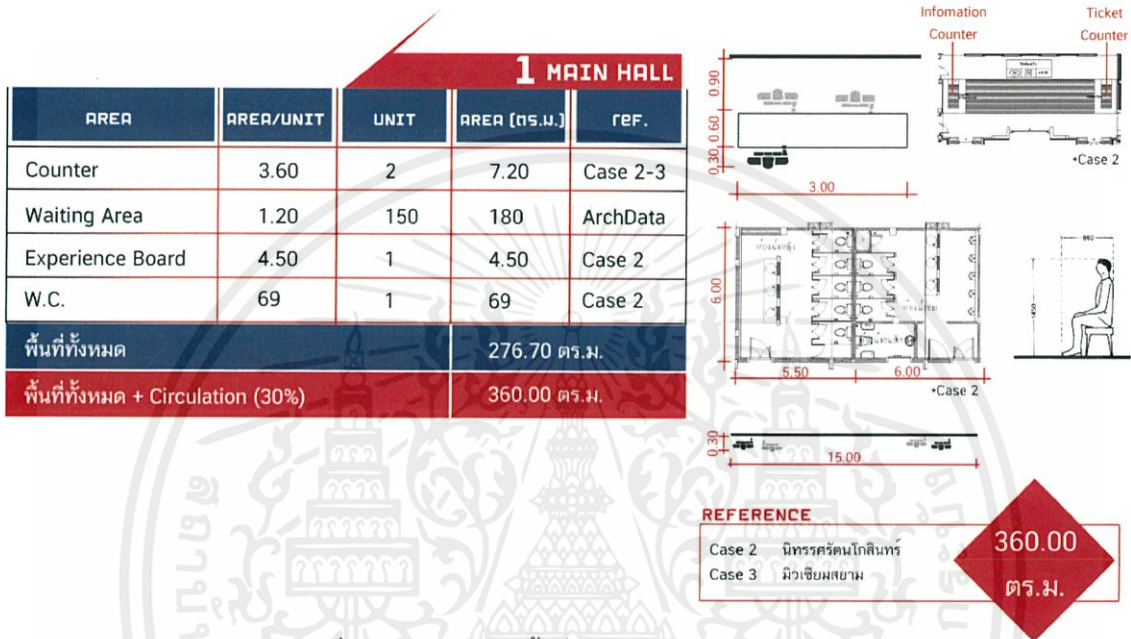 1 MAIN HALL
AREA AREA/UNIT UNIT AREA (ตร.ม.) ref.
Counter 3.60 2 7.20 Case 2-3
Waiting Area 1.20 150 180 ArchData
Experience Board 4.50 1 4.50 Case 2
W.C. 69 1 69 Case 2
พื้นที่ทั้งหมด 276.70 ตร.ม.
พื้นที่ทั้งหมด + Circulation (30%) 360.00 ตร.ม.
Infomation Counter
Ticket Counter
0.90
0.60
0.30
3.00
*Case 2
6.00
5.50 6.00
*Case 2
0.30
15.00
REFERENCE
Case 2 นิทรรศรัตนโกสินทร์
Case 3 มิวเซียมสยาม
360.00
ตร.ม.